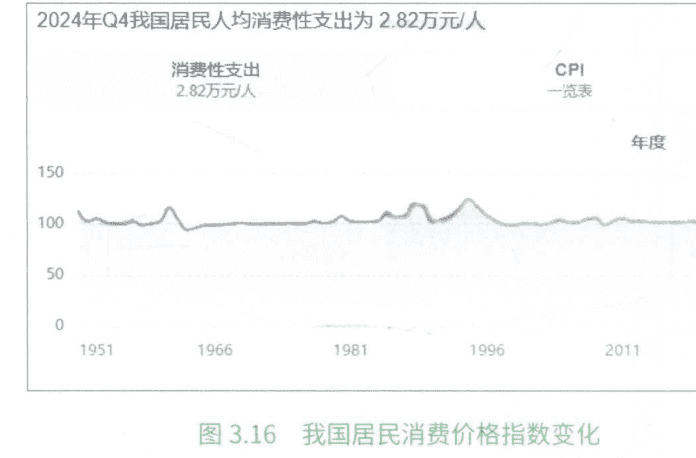 2024年Q4我国居民人均消费性支出为 2.82万元/人
消费性支出
2.82万元/人
CPI
一览表
年度
150
100
50
0
1951 1966 1981 1996 2011
图 3.16 我国居民消费价格指数变化